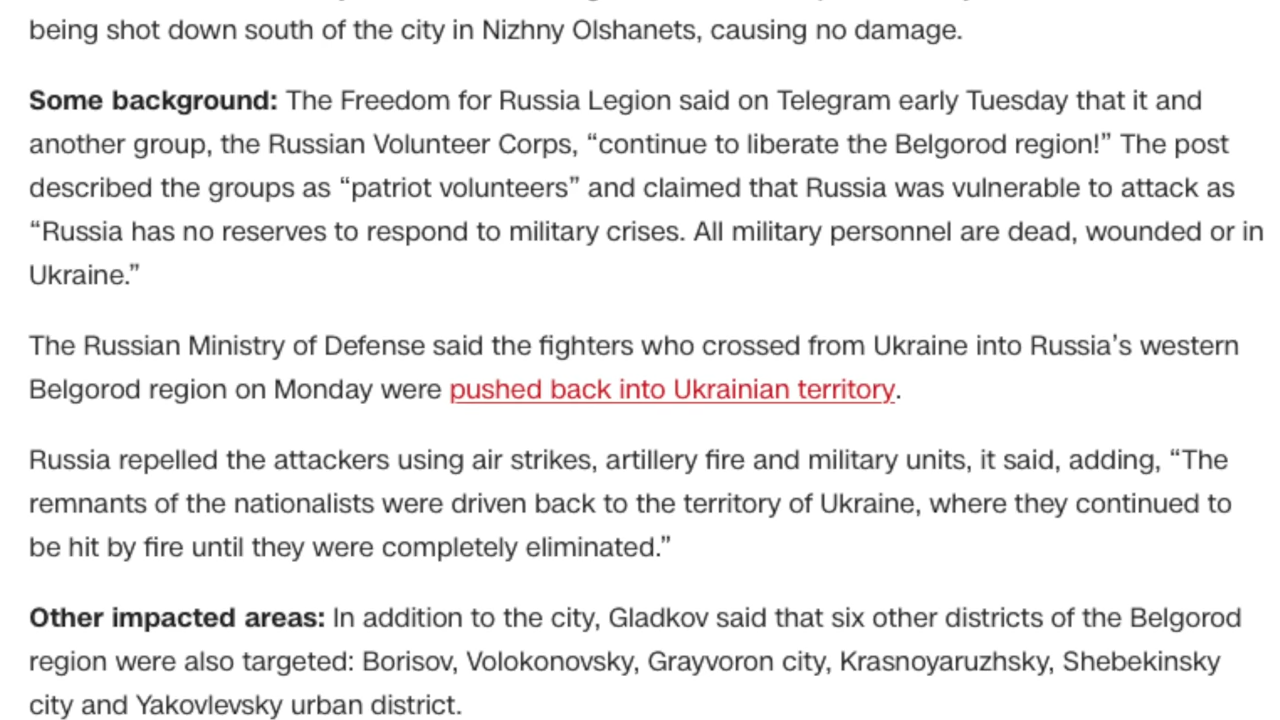 being shot down south of the city in Nizhny Olshanets, causing no damage.
Some background: The Freedom for Russia Legion said on Telegram early Tuesday that it and
another group, the Russian Volunteer Corps, “continue to liberate the Belgorod region!” The post
described the groups as “patriot volunteers” and claimed that Russia was vulnerable to attack as
“Russia has no reserves to respond to military crises. All military personnel are dead, wounded or in
Ukraine.”
The Russian Ministry of Defense said the fighters who crossed from Ukraine into Russia’s western
Belgorod region on Monday were pushed back into Ukrainian territory.
Russia repelled the attackers using air strikes, artillery fire and military units, it said, adding, “The
remnants of the nationalists were driven back to the territory of Ukraine, where they continued to
be hit by fire until they were completely eliminated.”
Other impacted areas: In addition to the city, Gladkov said that six other districts of the Belgorod
region were also targeted: Borisov, Volokonovsky, Grayvoron city, Krasnoyaruzhsky, Shebekinsky
city and Yakovlevsky urban district.